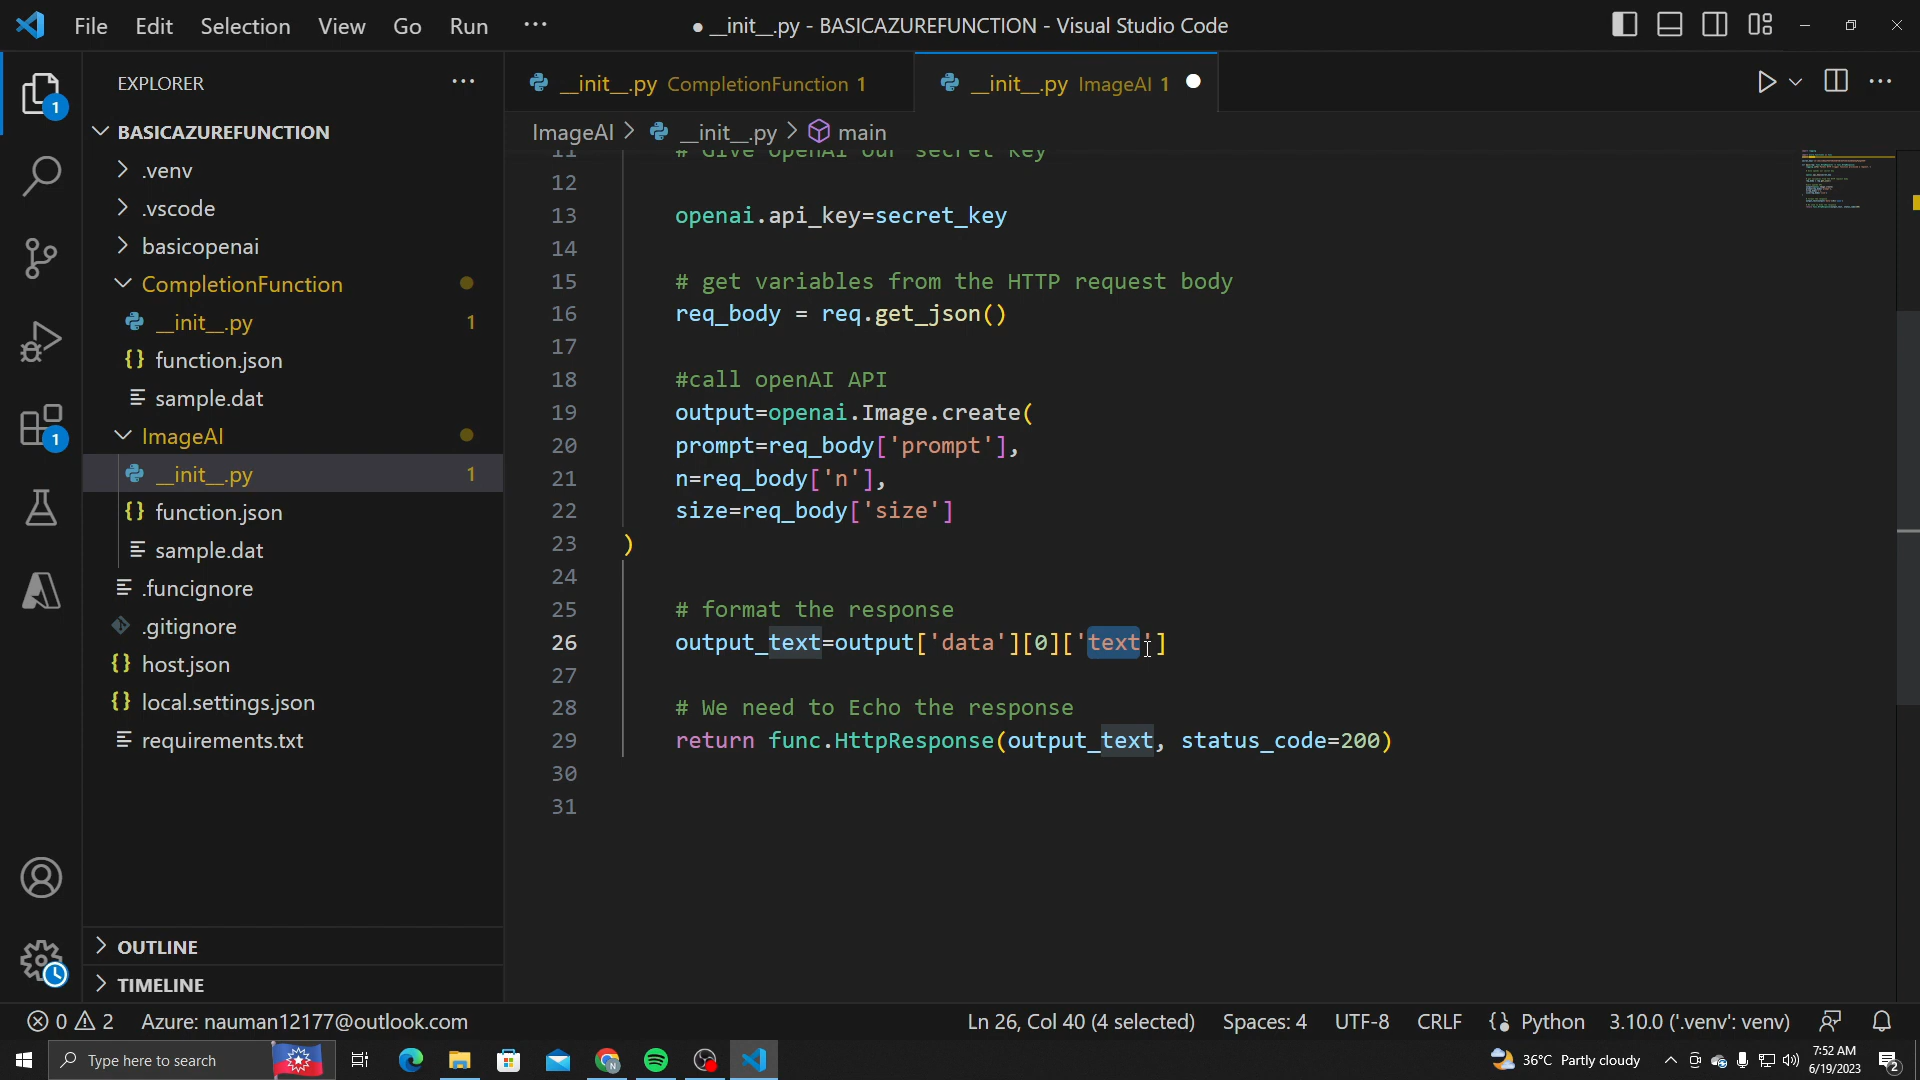 File Edit Selection View Go Run ···
● __init__.py - BASICAZUREFUNCTION - Visual Studio Code
EXPLORER
__init__.py CompletionFunction 1
__init__.py ImageAI 1
ImageAI > __init__.py > main
BASICAZUREFUNCTION
.venv
.vscode
basicopenai
CompletionFunction
__init__.py 1
function.json
sample.dat
ImageAI
__init__.py 1
function.json
sample.dat
.funcignore
.gitignore
host.json
local.settings.json
requirements.txt
OUTLINE
TIMELINE
1
1
11 # Give openAI our secret key
12
13 openai.api_key=secret_key
14
15 # get variables from the HTTP request body
16 req_body = req.get_json()
17
18 #call openAI API
19 output=openai.Image.create(
20 prompt=req_body['prompt'],
21 n=req_body['n'],
22 size=req_body['size']
23 )
24
25 # format the response
26 output_text=output['data'][0]['text']
27
28 # We need to Echo the response
29 return func.HttpResponse(output_text, status_code=200)
30
31
0 2 Azure: nauman12177@outlook.com
Ln 26, Col 40 (4 selected) Spaces: 4 UTF-8 CRLF Python 3.10.0 ('.venv': venv)
Type here to search
36°C Partly cloudy
7:52 AM
6/19/2023
2